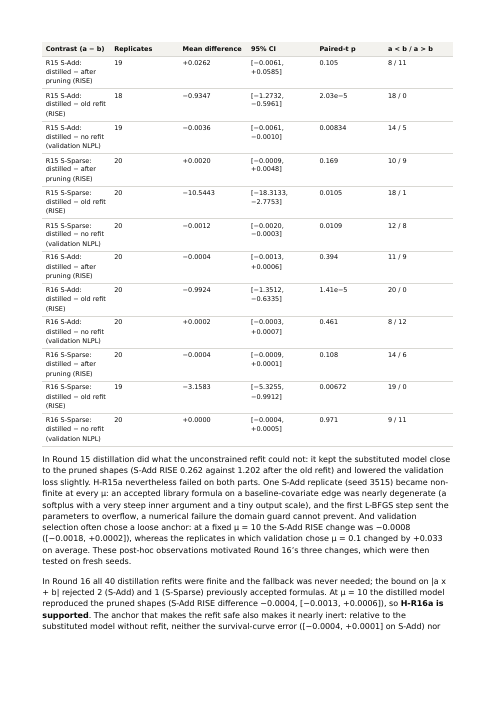 Contrast (a − b) Replicates Mean difference 95% CI Paired-t p a < b / a > b
R15 S-Add: 19 +0.0262 [−0.0061, 0.105 8 / 11
distilled − after +0.0585]
pruning (RISE)
R15 S-Add: 18 −0.9347 [−1.2732, 2.03e−5 18 / 0
distilled − old refit −0.5961]
(RISE)
R15 S-Add: 19 −0.0036 [−0.0061, 0.00834 14 / 5
distilled − no refit −0.0010]
(validation NLPL)
R15 S-Sparse: 20 +0.0020 [−0.0009, 0.169 10 / 9
distilled − after +0.0048]
pruning (RISE)
R15 S-Sparse: 20 −10.5443 [−18.3133, 0.0105 18 / 1
distilled − old refit −2.7753]
(RISE)
R15 S-Sparse: 20 −0.0012 [−0.0020, 0.0109 12 / 8
distilled − no refit −0.0003]
(validation NLPL)
R16 S-Add: 20 −0.0004 [−0.0013, 0.394 11 / 9
distilled − after +0.0006]
pruning (RISE)
R16 S-Add: 20 −0.9924 [−1.3512, 1.41e−5 20 / 0
distilled − old refit −0.6335]
(RISE)
R16 S-Add: 20 +0.0002 [−0.0003, 0.461 8 / 12
distilled − no refit +0.0007]
(validation NLPL)
R16 S-Sparse: 20 −0.0004 [−0.0009, 0.108 14 / 6
distilled − after +0.0001]
pruning (RISE)
R16 S-Sparse: 19 −3.1583 [−5.3255, 0.00672 19 / 0
distilled − old refit −0.9912]
(RISE)
R16 S-Sparse: 20 +0.0000 [−0.0004, 0.971 9 / 11
distilled − no refit +0.0005]
(validation NLPL)
In Round 15 distillation did what the unconstrained refit could not: it kept the substituted model close
to the pruned shapes (S-Add RISE 0.262 against 1.202 after the old refit) and lowered the validation
loss slightly. H-R15a nevertheless failed on both parts. One S-Add replicate (seed 3515) became non-
finite at every μ: an accepted library formula on a baseline-covariate edge was nearly degenerate (a
softplus with a very steep inner argument and a tiny output scale), and the first L-BFGS step sent the
parameters to overflow, a numerical failure the domain guard cannot prevent. And validation
selection often chose a loose anchor: at a fixed μ = 10 the S-Add RISE change was −0.0008
([−0.0018, +0.0002]), whereas the replicates in which validation chose μ = 0.1 changed by +0.033
on average. These post-hoc observations motivated Round 16’s three changes, which were then
tested on fresh seeds.
In Round 16 all 40 distillation refits were finite and the fallback was never needed; the bound on |a x
+ b| rejected 2 (S-Add) and 1 (S-Sparse) previously accepted formulas. At μ = 10 the distilled model
reproduced the pruned shapes (S-Add RISE difference −0.0004, [−0.0013, +0.0006]), so H-R16a is
supported. The anchor that makes the refit safe also makes it nearly inert: relative to the
substituted model without refit, neither the survival-curve error ([−0.0004, +0.0001] on S-Add) nor